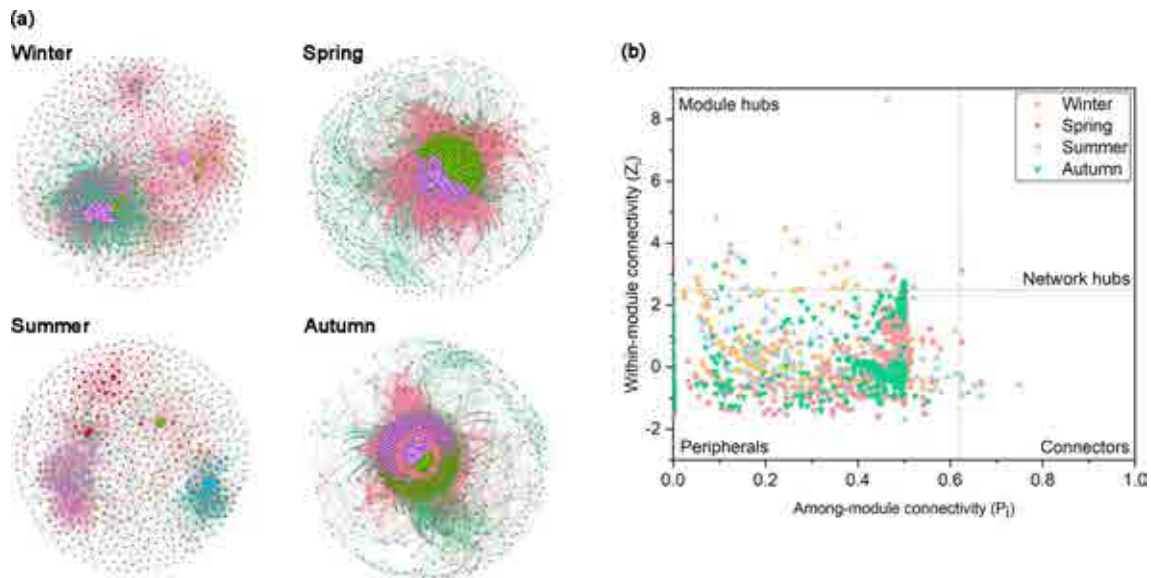 (a)
Winter
Spring
Summer
Autumn
(b)
Module hubs
Winter
Spring
Summer
Autumn
Network hubs
Peripherals
Connectors
8
6
4
2
0
-2
0.0 0.2 0.4 0.6 0.8 1.0
Within-module connectivity (Zi)
Among-module connectivity (Pi)